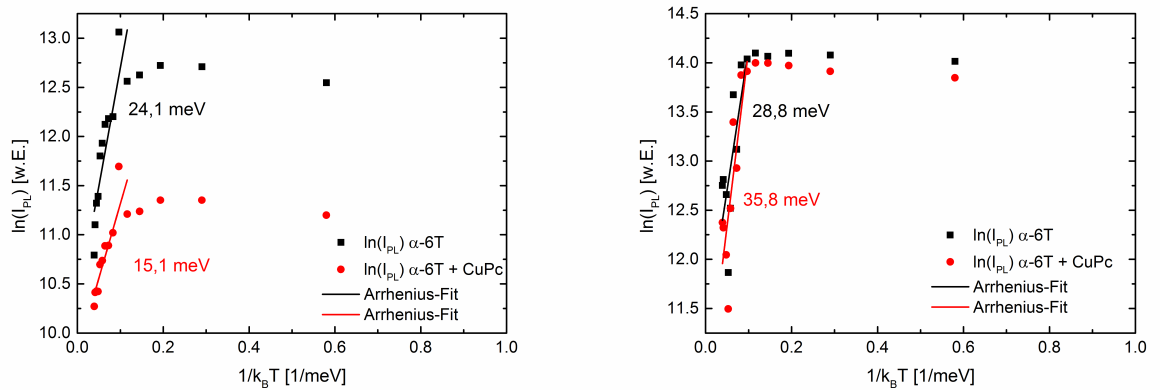 13.0
12.5
12.0
11.5
11.0
10.5
10.0
ln(I_PL) [w.E.]
24,1 meV
15,1 meV
ln(I_PL) α-6T
ln(I_PL) α-6T + CuPc
Arrhenius-Fit
Arrhenius-Fit
0.0 0.2 0.4 0.6 0.8 1.0
1/k_BT [1/meV]
14.5
14.0
13.5
13.0
12.5
12.0
11.5
ln(I_PL) [w.E.]
28,8 meV
35,8 meV
ln(I_PL) α-6T
ln(I_PL) α-6T + CuPc
Arrhenius-Fit
Arrhenius-Fit
0.0 0.2 0.4 0.6 0.8 1.0
1/k_BT [1/meV]